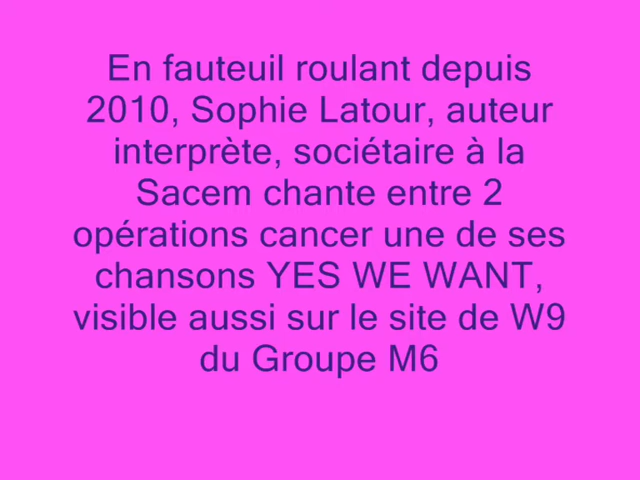 En fauteuil roulant depuis
2010, Sophie Latour, auteur
interprète, sociétaire à la
Sacem chante entre 2
opérations cancer une de ses
chansons YES WE WANT,
visible aussi sur le site de W9
du Groupe M6